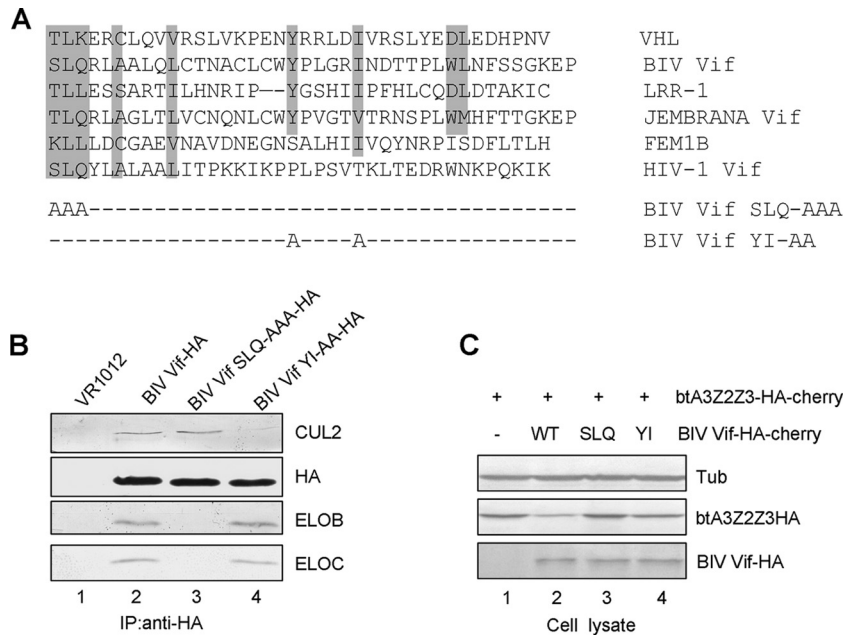 A
TLKERCLQVVRSLVKPENYRRLDIVRSLYEDLEDHPNV VHL
SLQRLAALQLCTNACLCWYPLGRINDTTPLWLNFSSGKEP BIV Vif
TLLESSARTILHNRIP--YGSHIIPFHLCQDLDTAKIC LRR-1
TLQRLAGLTLVCNQNLCWYPVGTVTRNSPLWMHFTTGKEP JEMBRANA Vif
KLLLDCGAEVNAVDNEGNSALHIIVQYNRPISDFLTLH FEM1B
SLQYLALAALITPKKIKPPLPSVTKLTEDRWNKPQKIK HIV-1 Vif
AAA------------------------------------- BIV Vif SLQ-AAA
------------------A----A---------------- BIV Vif YI-AA
B
VR1012
BIV Vif-HA
BIV Vif SLQ-AAA-HA
BIV Vif YI-AA-HA
CUL2
HA
ELOB
ELOC
1 2 3 4
IP:anti-HA
C
+ + + + btA3Z2Z3-HA-cherry
- WT SLQ YI BIV Vif-HA-cherry
Tub
btA3Z2Z3HA
BIV Vif-HA
1 2 3 4
Cell lysate